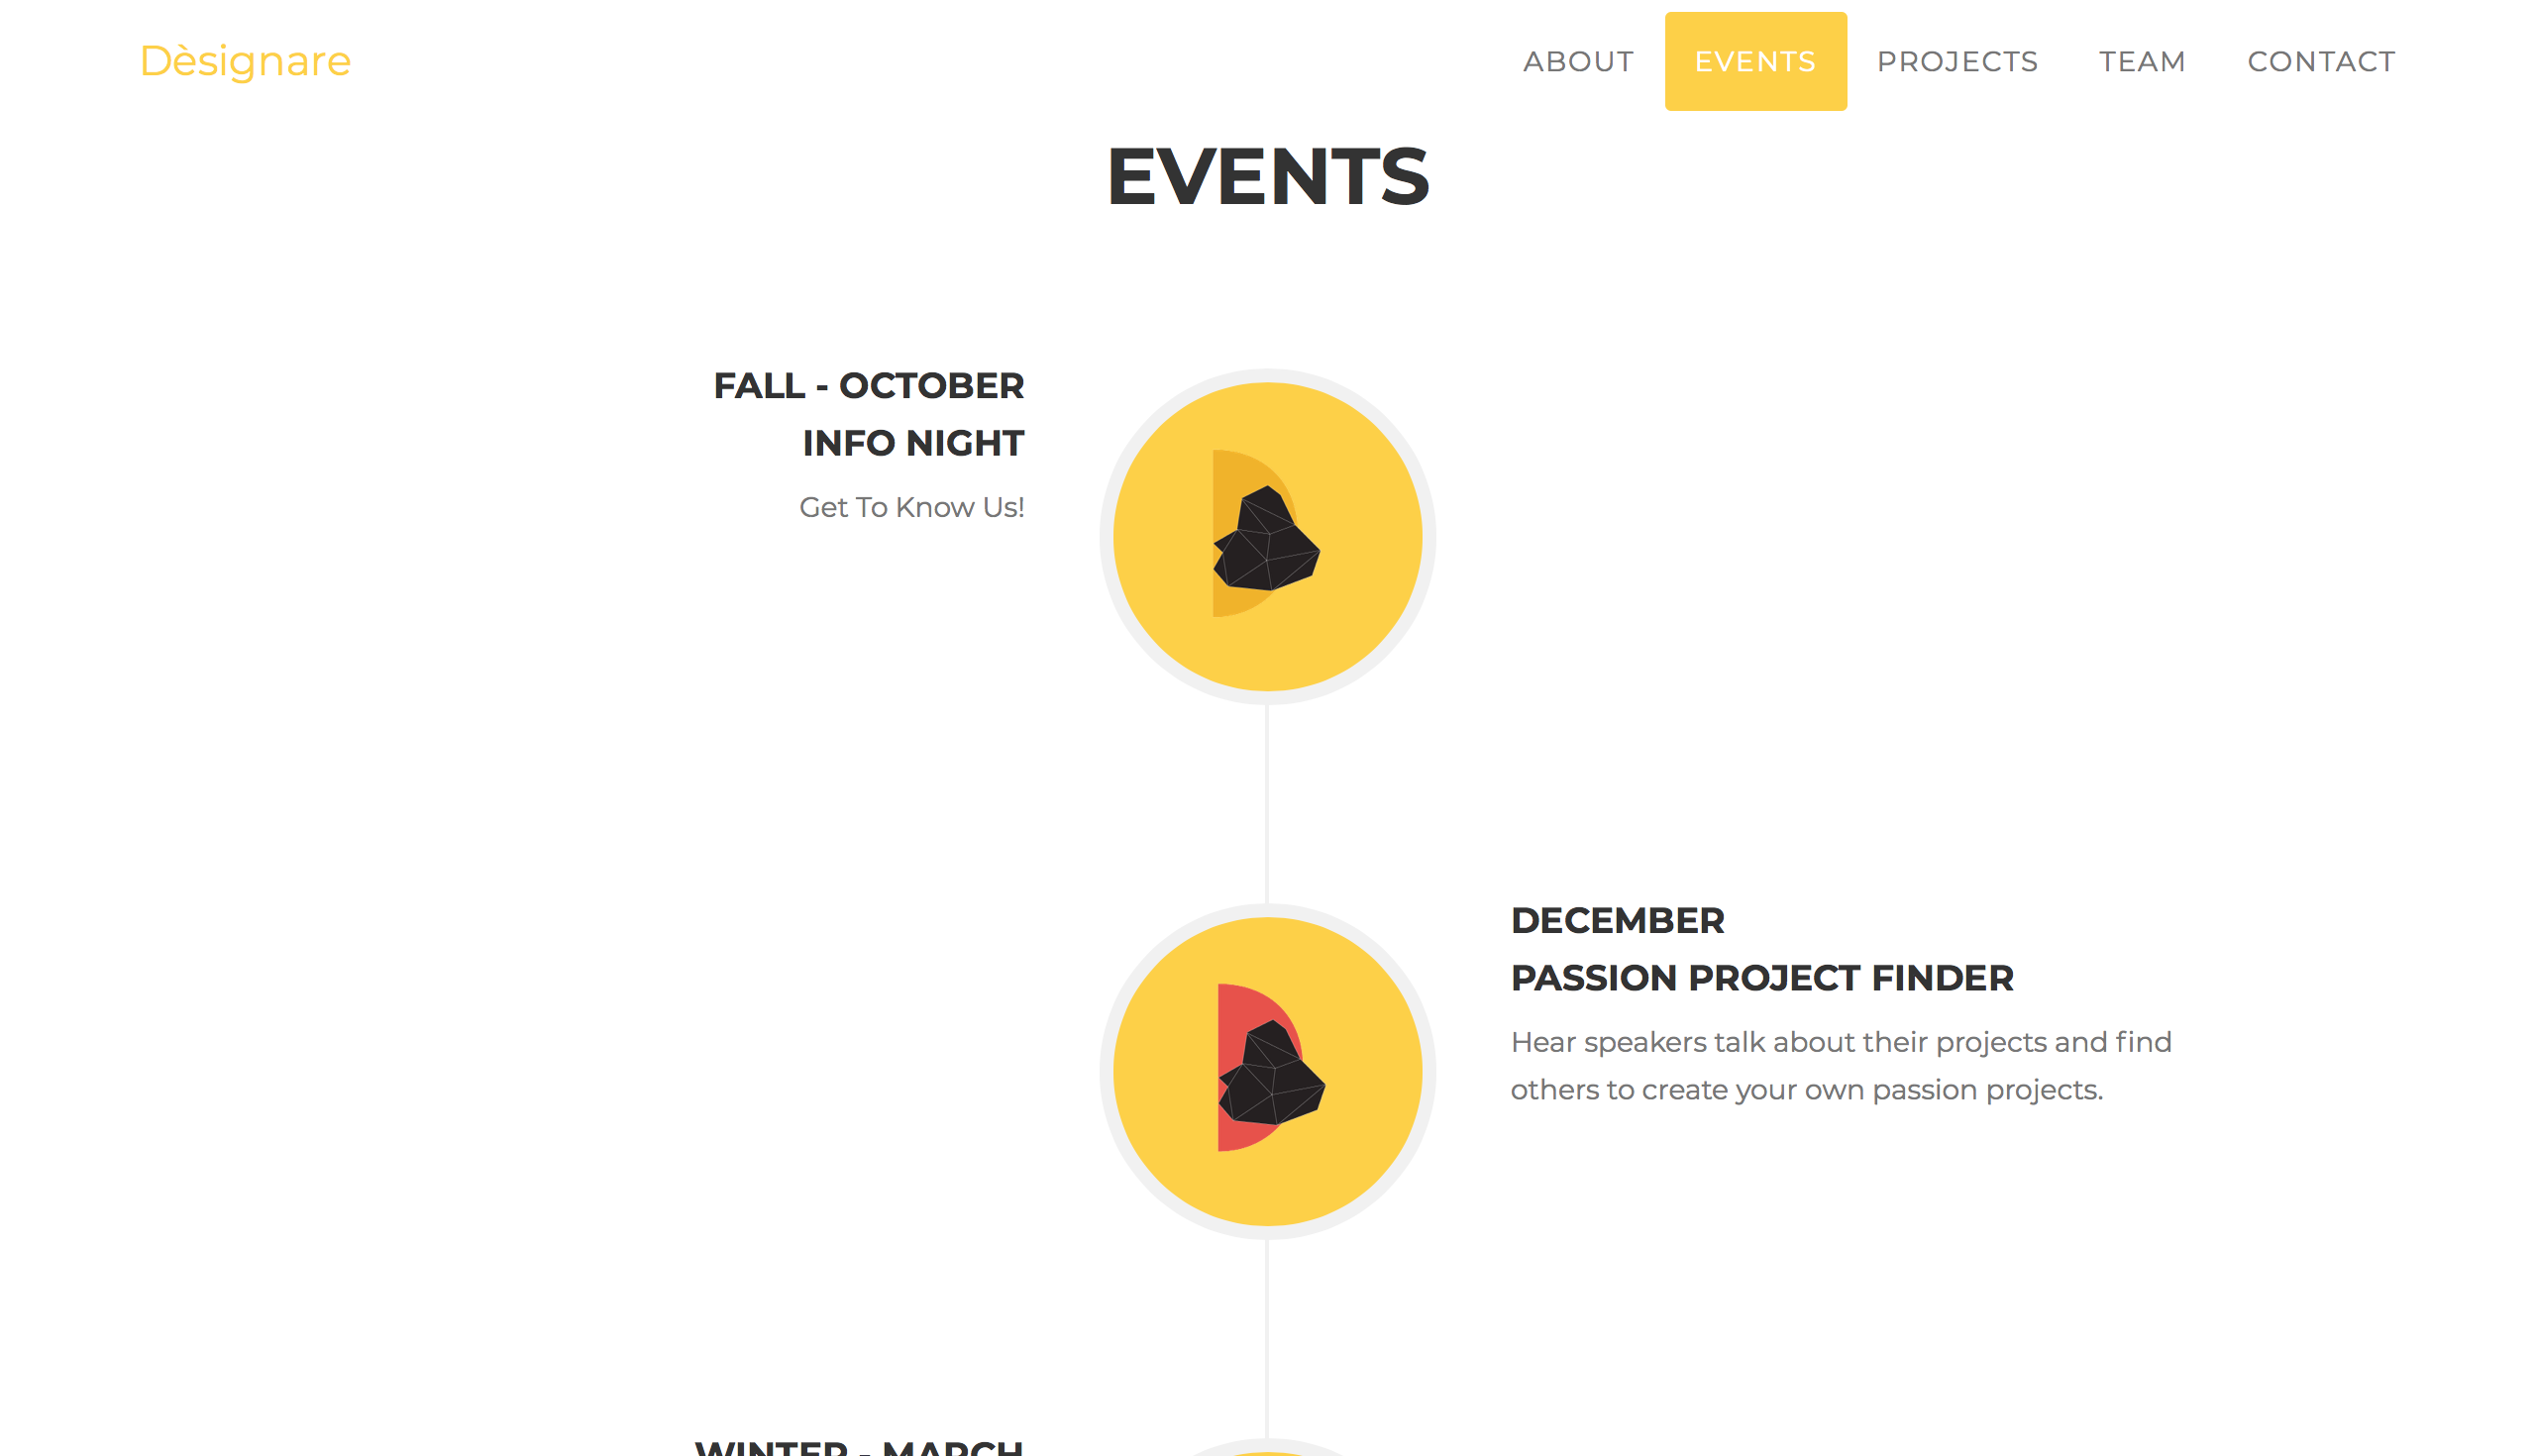 Dèsignare
ABOUT EVENTS PROJECTS TEAM CONTACT
EVENTS
FALL - OCTOBER
INFO NIGHT
Get To Know Us!
DECEMBER
PASSION PROJECT FINDER
Hear speakers talk about their projects and find
others to create your own passion projects.
WINTER - MARCH